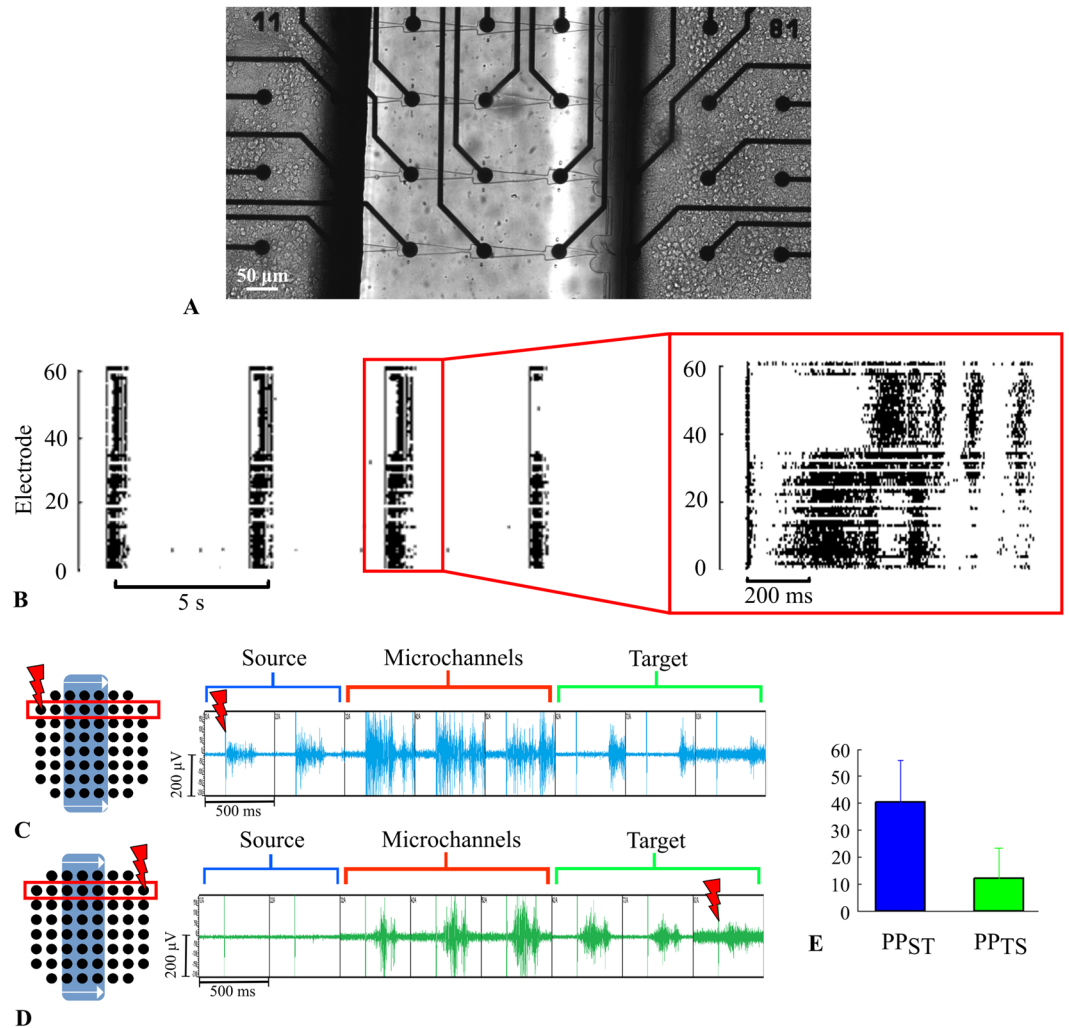 11
81
50 µm
A
60
40
20
0
Electrode
5 s
B
60
40
20
0
200 ms
Source
Microchannels
Target
200 µV
500 ms
C
Source
Microchannels
Target
200 µV
500 ms
D
60
50
40
30
20
10
0
PPST
PPTS
E